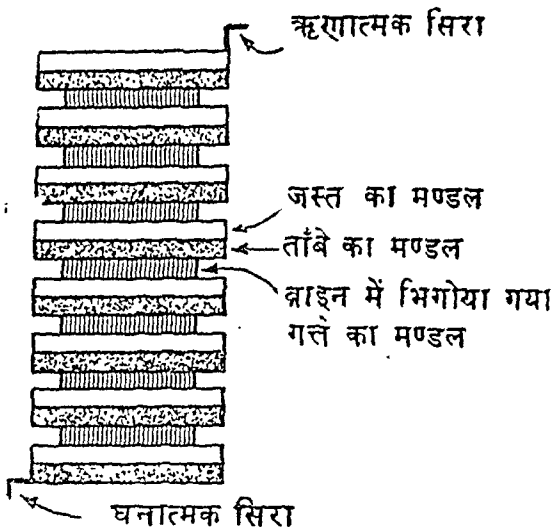 ऋणात्मक सिरा
जस्त का मण्डल
ताँबे का मण्डल
ब्राइन में भिगोया गया
गत्ते का मण्डल
घनात्मक सिरा